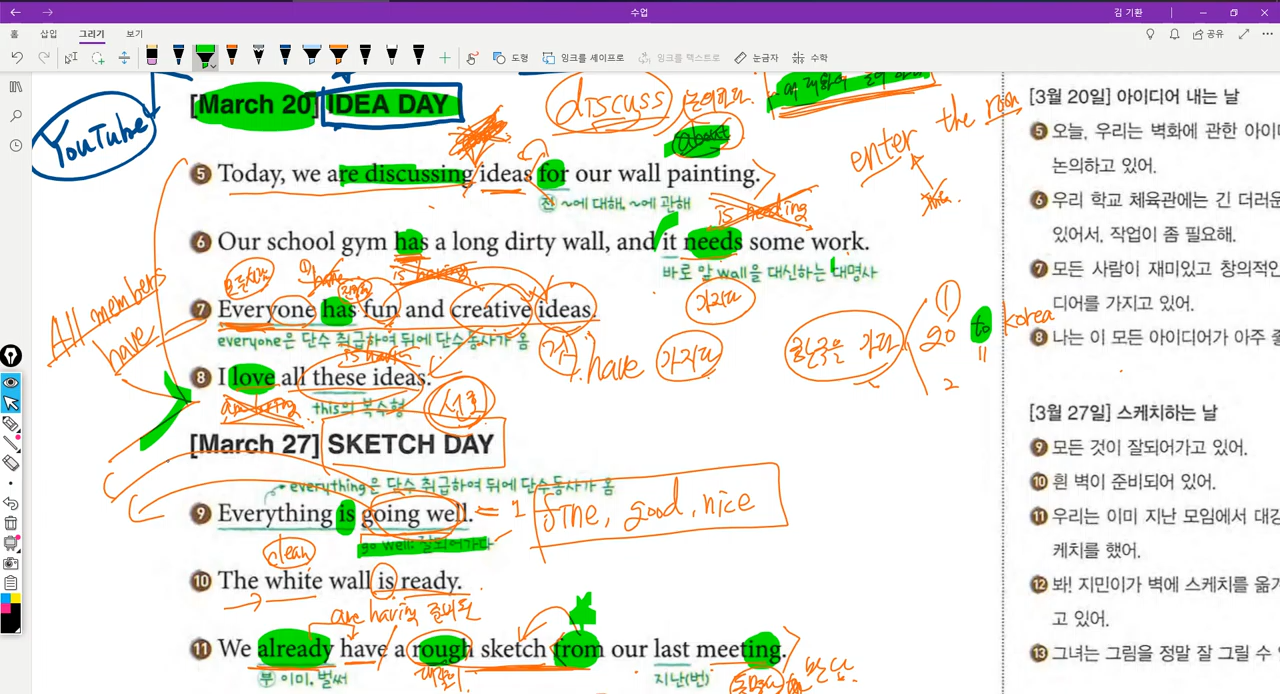 수업
김 기환
홈 삽입 그리기 보기
공유
도형 잉크를 셰이프로 잉크를 텍스트로 눈금자 수학
YouTube
[March 20] IDEA DAY
discuss
about
enter the room
5 Today, we are discussing ideas for our wall painting.
전 ~에 대해, ~에 관해
is needing
6 Our school gym has a long dirty wall, and it needs some work.
바로 앞 wall을 대신하는 대명사
is having
All members have
7 Everyone has fun and creative ideas.
everyone은 단수 취급하여 뒤에 단수동사가 옴
가지다
have 가지다
한국을 가다
go to Korea
8 I love all these ideas.
this의 복수형
[March 27] SKETCH DAY
everything은 단수 취급하여 뒤에 단수동사가 옴
9 Everything is going well.
= fine, good, nice
go well: 잘되어가다
clean
10 The white wall is ready.
are having
11 We already have a rough sketch from our last meeting.
부 이미, 벌써
지난(번)
[3월 20일] 아이디어 내는 날
5 오늘, 우리는 벽화에 관한 아이디
논의하고 있어.
6 우리 학교 체육관에는 긴 더러운
있어서, 작업이 좀 필요해.
7 모든 사람이 재미있고 창의적인
디어를 가지고 있어.
8 나는 이 모든 아이디어가 아주 좋
[3월 27일] 스케치하는 날
9 모든 것이 잘되어가고 있어.
10 흰 벽이 준비되어 있어.
11 우리는 이미 지난 모임에서 대강
케치를 했어.
12 봐! 지민이가 벽에 스케치를 옮기
고 있어.
13 그녀는 그림을 정말 잘 그릴 수 있